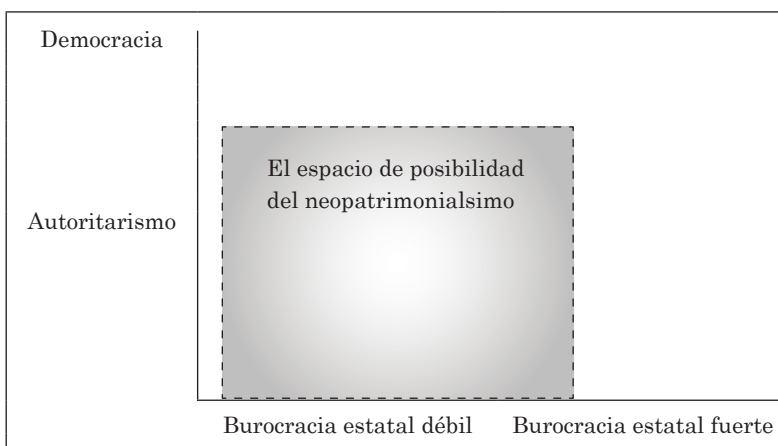 Democracia
El espacio de posibilidad
del neopatrimonialsimo
Autoritarismo
Burocracia estatal débil
Burocracia estatal fuerte